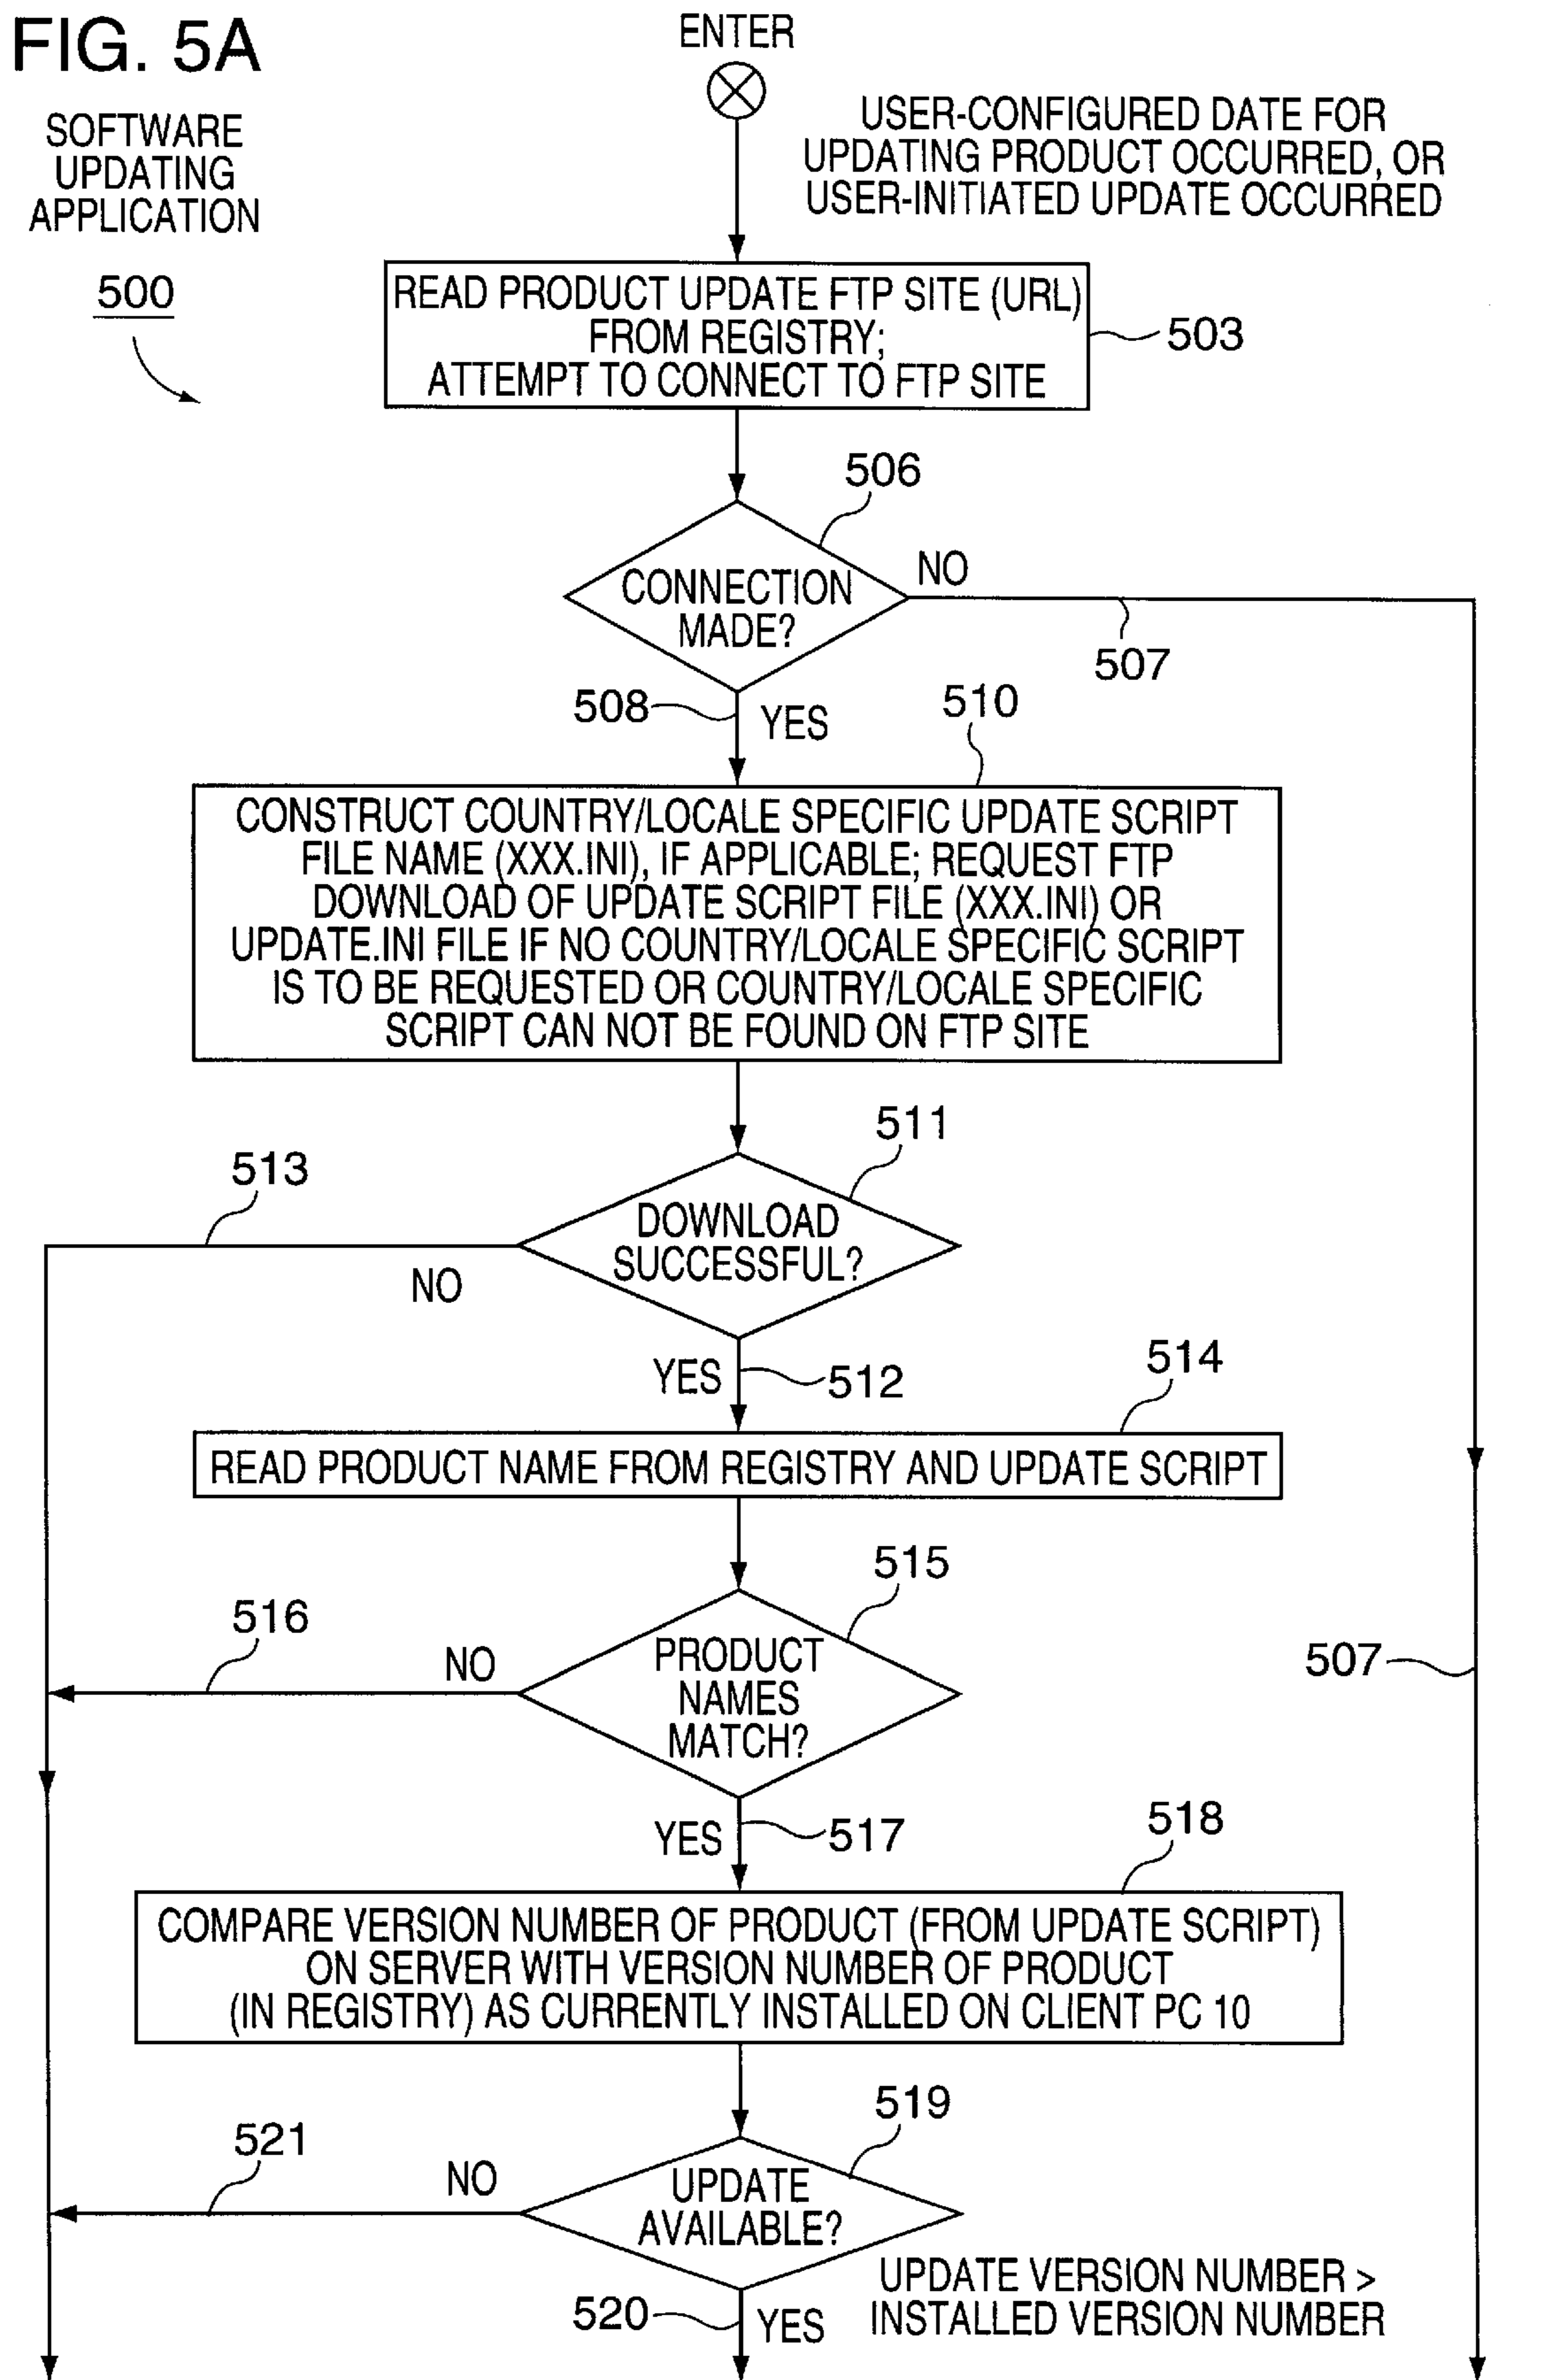 FIG. 5A
SOFTWARE
UPDATING
APPLICATION
500
ENTER
USER-CONFIGURED DATE FOR
UPDATING PRODUCT OCCURRED, OR
USER-INITIATED UPDATE OCCURRED
READ PRODUCT UPDATE FTP SITE (URL)
FROM REGISTRY;
ATTEMPT TO CONNECT TO FTP SITE
503
506
CONNECTION
MADE?
NO
507
508
YES
510
CONSTRUCT COUNTRY/LOCALE SPECIFIC UPDATE SCRIPT
FILE NAME (XXX.INI), IF APPLICABLE; REQUEST FTP
DOWNLOAD OF UPDATE SCRIPT FILE (XXX.INI) OR
UPDATE.INI FILE IF NO COUNTRY/LOCALE SPECIFIC SCRIPT
IS TO BE REQUESTED OR COUNTRY/LOCALE SPECIFIC
SCRIPT CAN NOT BE FOUND ON FTP SITE
511
513
DOWNLOAD
SUCCESSFUL?
NO
YES
512
514
READ PRODUCT NAME FROM REGISTRY AND UPDATE SCRIPT
515
516
NO
PRODUCT
NAMES
MATCH?
507
YES
517
518
COMPARE VERSION NUMBER OF PRODUCT (FROM UPDATE SCRIPT)
ON SERVER WITH VERSION NUMBER OF PRODUCT
(IN REGISTRY) AS CURRENTLY INSTALLED ON CLIENT PC 10
519
521
NO
UPDATE
AVAILABLE?
520
YES
UPDATE VERSION NUMBER >
INSTALLED VERSION NUMBER